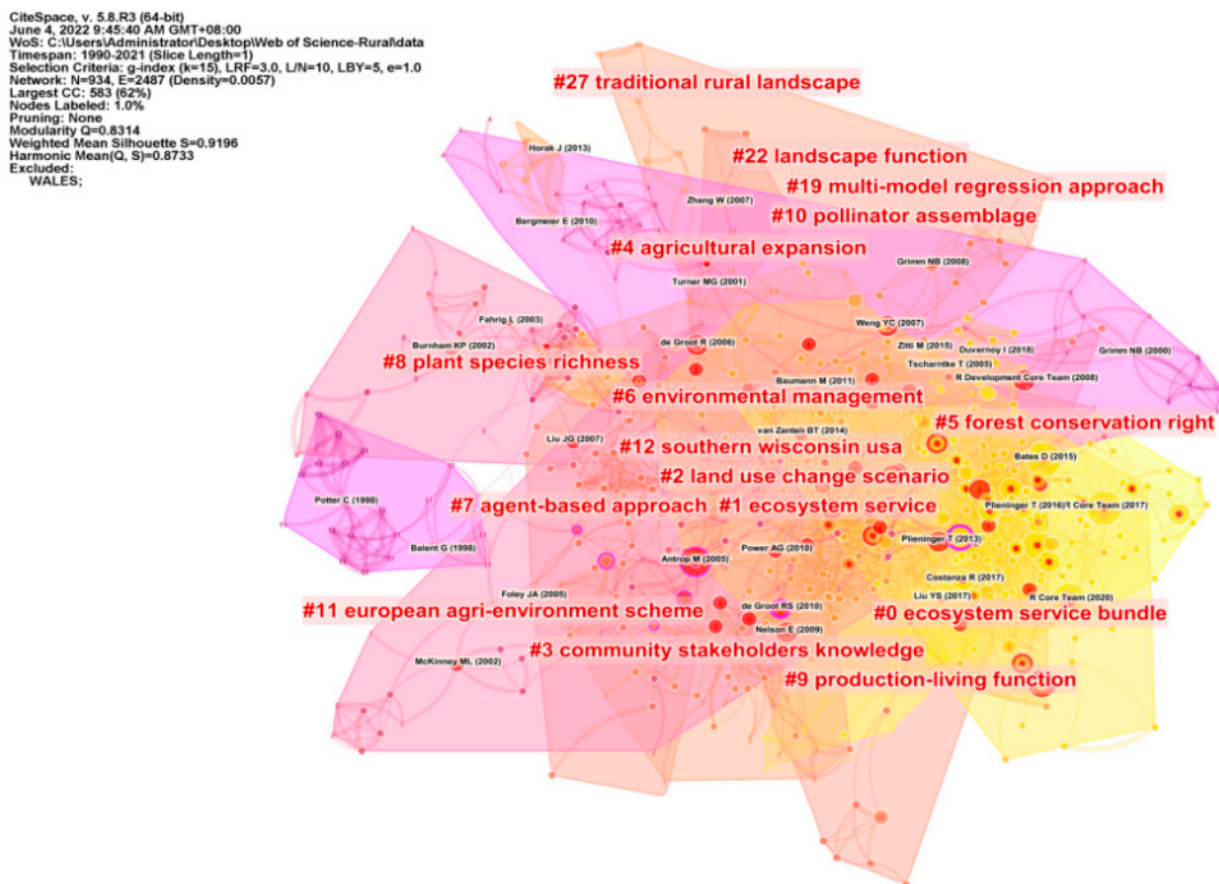 CiteSpace, v. 5.8.R3 (64-bit)
June 4, 2022 9:45:40 AM GMT+08:00
WoS: C:\Users\Administrator\Desktop\Web of Science-Rural\data
Timespan: 1990-2021 (Slice Length=1)
Selection Criteria: g-index (k=15), LRF=3.0, L/N=10, LBY=5, e=1.0
Network: N=934, E=2487 (Density=0.0057)
Largest CC: 583 (62%)
Nodes Labeled: 1.0%
Pruning: None
Modularity Q=0.8314
Weighted Mean Silhouette S=0.9196
Harmonic Mean(Q, S)=0.8733
Excluded:
WALES;
#27 traditional rural landscape
Horak J (2013)
#22 landscape function
#19 multi-model regression approach
Zhang W (2007)
Bergmeier E (2010)
#10 pollinator assemblage
#4 agricultural expansion
Grimm NB (2008)
Turner MG (2001)
Fahrig L (2003)
Weng YC (2007)
Burnham KP (2002)
de Groot R (2006)
Zitti M (2015)
Duvernoy I (2018)
Grimm NB (2000)
#8 plant species richness
Tscharntke T (2005)
Baumann M (2011)
R Development Core Team (2008)
#6 environmental management
#5 forest conservation right
van Zanten BT (2014)
Liu JG (2007)
#12 southern wisconsin usa
Bates D (2015)
#2 land use change scenario
Potter C (1998)
#7 agent-based approach
#1 ecosystem service
Plieninger T (2016)
R Core Team (2017)
Plieninger T (2013)
Balent G (1998)
Power AG (2010)
Antrop M (2005)
Costanza R (2017)
Foley JA (2005)
Liu YS (2017)
R Core Team (2020)
#11 european agri-environment scheme
de Groot RS (2010)
#0 ecosystem service bundle
Nelson E (2009)
#3 community stakeholders knowledge
McKinney ML (2002)
#9 production-living function